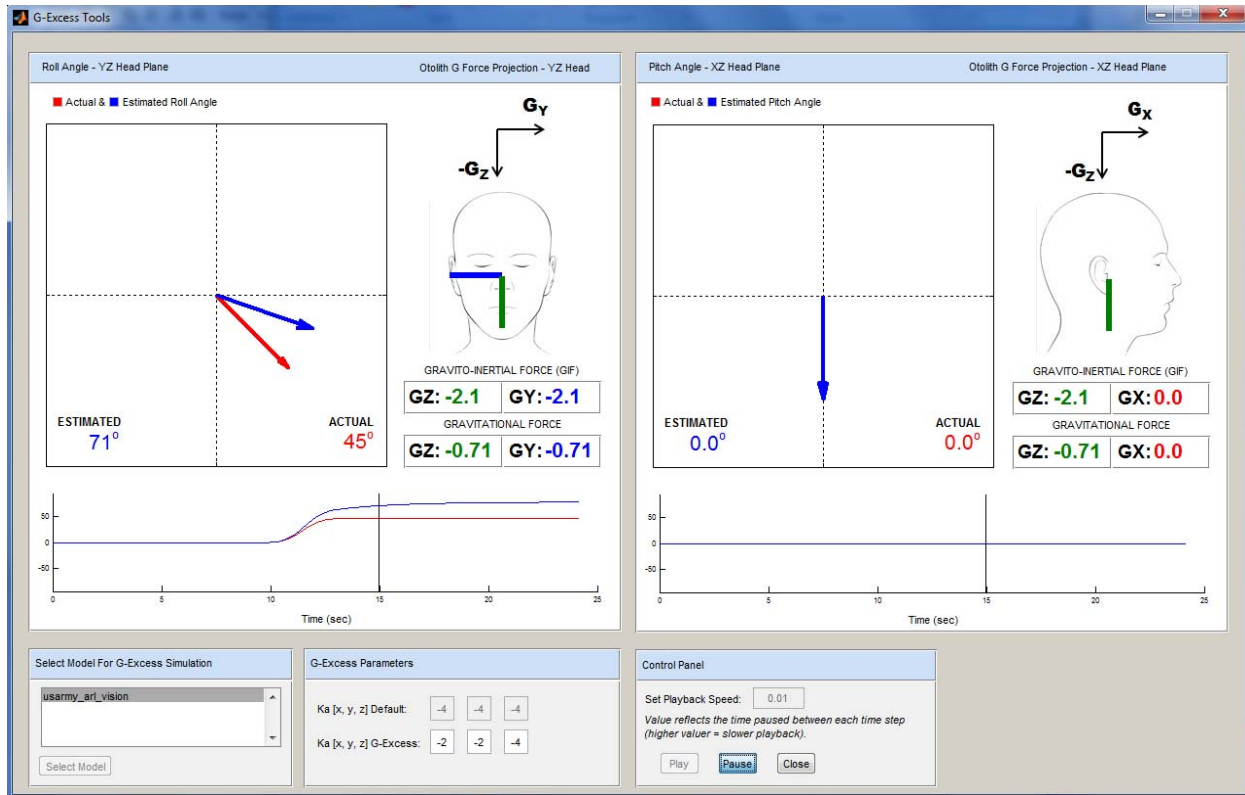 G-Excess Tools
Roll Angle - YZ Head Plane
Otolith G Force Projection - YZ Head
Actual & Estimated Roll Angle
GY
-GZ
GRAVITO-INERTIAL FORCE (GIF)
GZ: -2.1 GY: -2.1
GRAVITATIONAL FORCE
GZ: -0.71 GY: -0.71
ESTIMATED
71°
ACTUAL
45°
50
0
-50
0 5 10 15 20 25
Time (sec)
Pitch Angle - XZ Head Plane
Otolith G Force Projection - XZ Head Plane
Actual & Estimated Pitch Angle
GX
-GZ
GRAVITO-INERTIAL FORCE (GIF)
GZ: -2.1 GX: 0.0
GRAVITATIONAL FORCE
GZ: -0.71 GX: 0.0
ESTIMATED
0.0°
ACTUAL
0.0°
50
0
-50
0 5 10 15 20 25
Time (sec)
Select Model For G-Excess Simulation
usarmy_arl_vision
Select Model
G-Excess Parameters
Ka [x, y, z] Default: -4 -4 -4
Ka [x, y, z] G-Excess: -2 -2 -4
Control Panel
Set Playback Speed: 0.01
Value reflects the time paused between each time step
(higher valuer = slower playback).
Play Pause Close